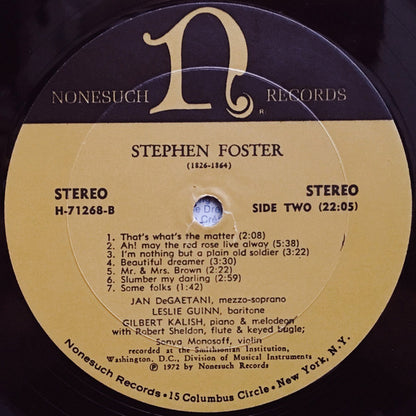 n
NONESUCH RECORDS
R
STEPHEN FOSTER
(1826-1864)
STEREO STEREO
H-71268-B SIDE TWO (22:05)
1. That's what's the matter (2:08)
2. Ah! may the red rose live alway (5:38)
3. I'm nothing but a plain old soldier (3:22)
4. Beautiful dreamer (3:30)
5. Mr. & Mrs. Brown (2:22)
6. Slumber my darling (2:59)
7. Some folks (1:42)
JAN DeGAETANI, mezzo-soprano
LESLIE GUINN, baritone
GILBERT KALISH, piano & melodeon
with Robert Sheldon, flute & keyed bugle;
Sonya Monosoff, violin
recorded at the Smithsonian Institution,
Washington, D.C., Division of Musical Instruments
Ⓟ 1972 by Nonesuch Records
Nonesuch Records • 15 Columbus Circle • New York, N.Y.